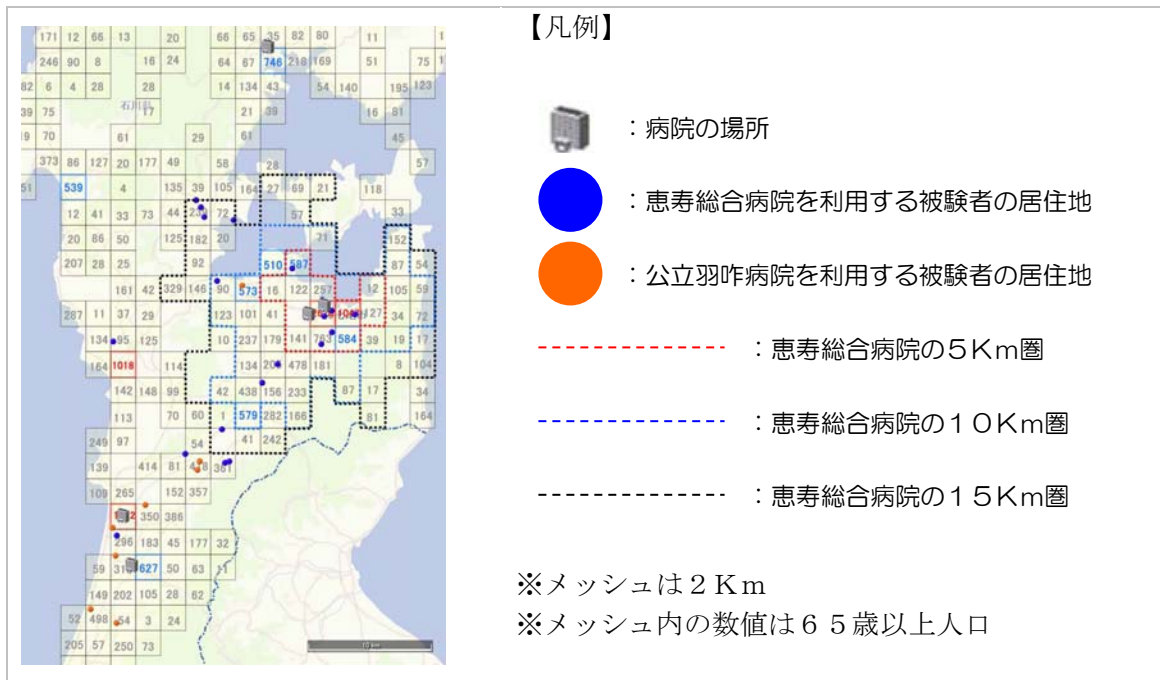 【凡例】
：病院の場所
：恵寿総合病院を利用する被験者の居住地
：公立羽咋病院を利用する被験者の居住地
：恵寿総合病院の５Ｋｍ圏
：恵寿総合病院の１０Ｋｍ圏
：恵寿総合病院の１５Ｋｍ圏
※メッシュは２Ｋｍ
※メッシュ内の数値は６５歳以上人口
171 12 66 13 20 66 65 35 82 80 11
246 90 8 16 24 64 67 746 218 169 51 75
82 6 4 28 28 14 134 43 54 140 195 123
39 75 17 21 39 16 81
70 61 29 61 45
373 86 127 20 177 49 58 28 57
51 539 4 135 39 105 164 27 69 21 118
12 41 33 73 44 72 57 33
20 86 50 125 182 20 71 152
207 28 25 92 510 587 87 54
161 42 329 146 90 573 16 122 257 12 105 59
287 11 37 29 123 101 41 127 34 72
134 95 125 10 237 179 141 763 584 39 19 17
164 1018 114 134 478 181 8 104
142 148 99 42 438 156 233 87 17 34
113 70 60 1 579 282 166 81 164
249 97 54 41 242
139 414 81 361
109 265 152 357
350 386
296 183 45 177 32
59 627 50 63 11
149 202 105 28 62
52 498 54 3 24
205 57 250 73